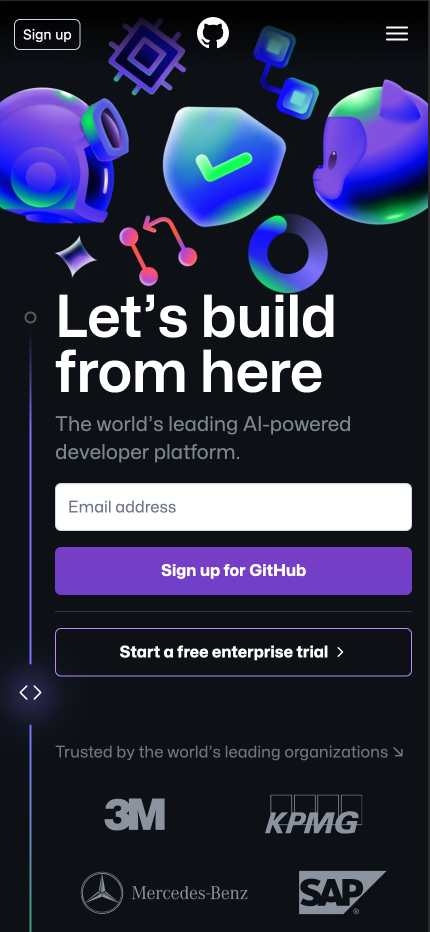 Sign up
Let’s build
from here
The world’s leading AI-powered
developer platform.
Email address
Sign up for GitHub
Start a free enterprise trial
Trusted by the world’s leading organizations ↘
3M
KPMG
Mercedes-Benz
SAP®